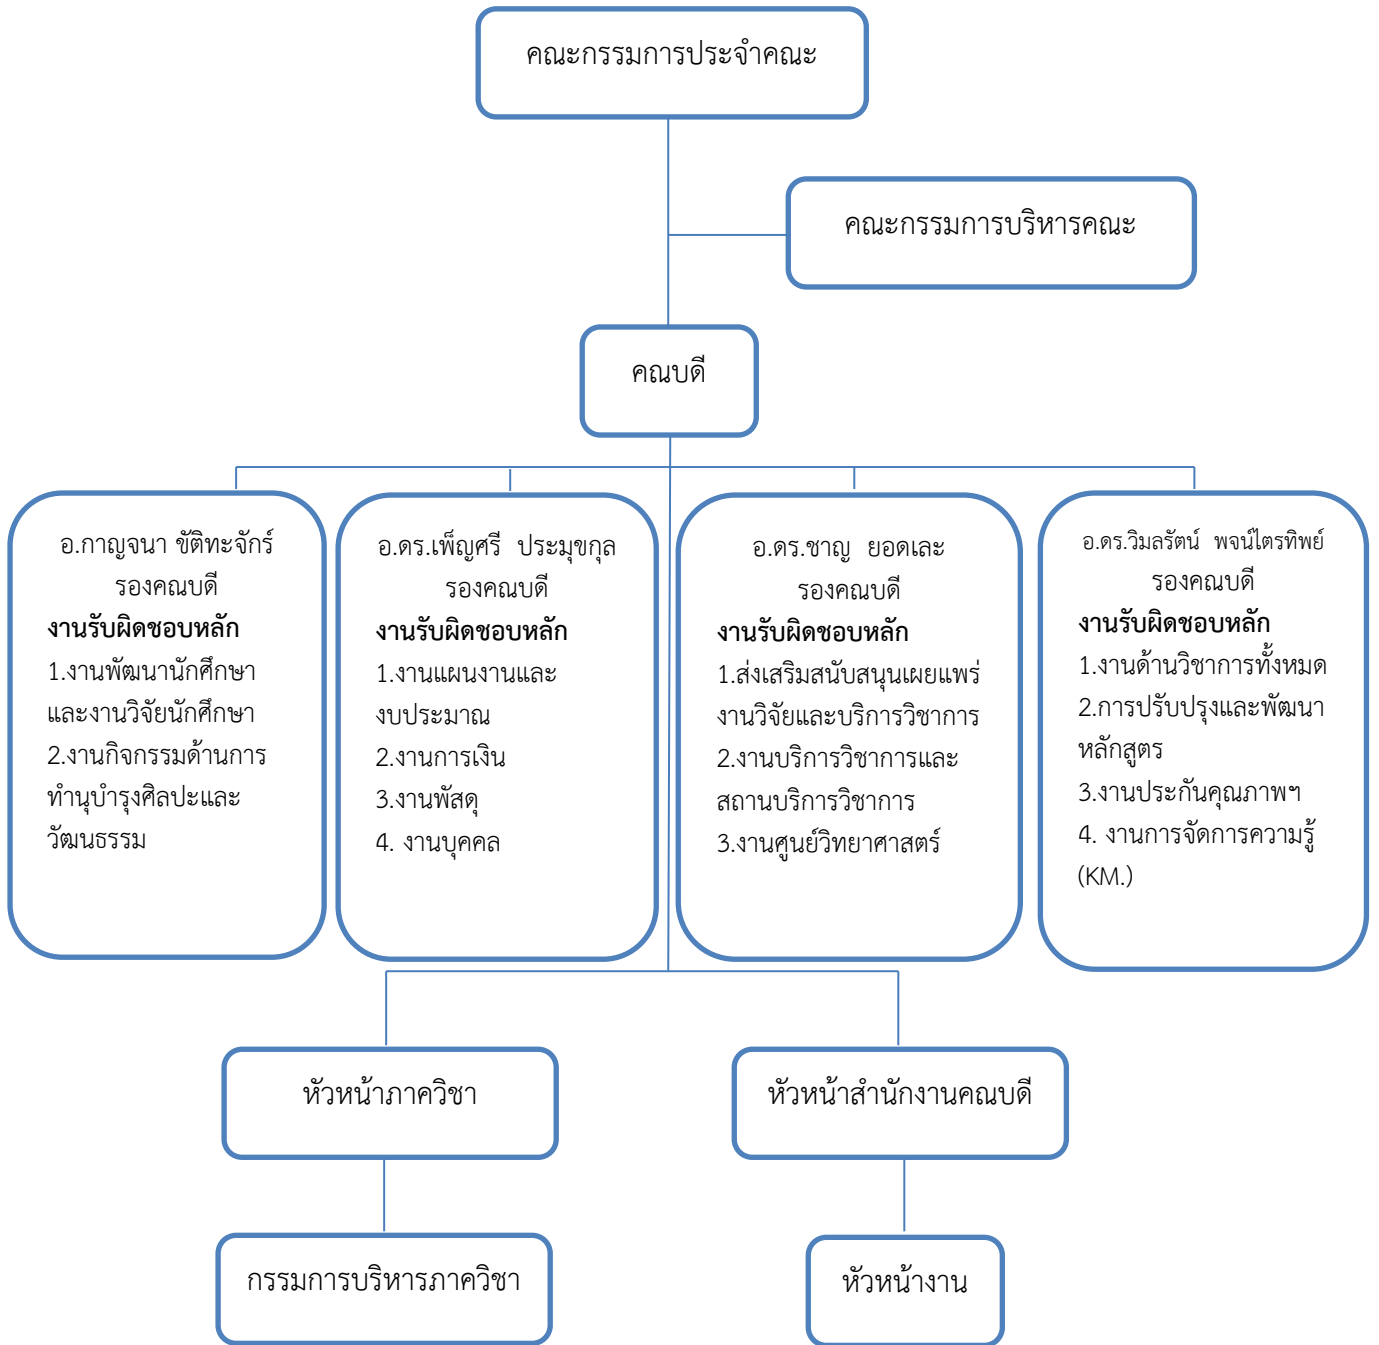 คณะกรรมการประจำคณะ
คณะกรรมการบริหารคณะ
คณบดี
อ.กาญจนา ขัติทะจักร์
รองคณบดี
งานรับผิดชอบหลัก
1.งานพัฒนานักศึกษา
และงานวิจัยนักศึกษา
2.งานกิจกรรมด้านการ
ทำนุบำรุงศิลปะและ
วัฒนธรรม
อ.ดร.เพ็ญศรี ประมุขกุล
รองคณบดี
งานรับผิดชอบหลัก
1.งานแผนงานและ
งบประมาณ
2.งานการเงิน
3.งานพัสดุ
4. งานบุคคล
อ.ดร.ชาญ ยอดเละ
รองคณบดี
งานรับผิดชอบหลัก
1.ส่งเสริมสนับสนุนเผยแพร่
งานวิจัยและบริการวิชาการ
2.งานบริการวิชาการและ
สถานบริการวิชาการ
3.งานศูนย์วิทยาศาสตร์
อ.ดร.วิมลรัตน์ พจน์ไตรทิพย์
รองคณบดี
งานรับผิดชอบหลัก
1.งานด้านวิชาการทั้งหมด
2.การปรับปรุงและพัฒนา
หลักสูตร
3.งานประกันคุณภาพฯ
4. งานการจัดการความรู้
(KM.)
หัวหน้าภาควิชา
หัวหน้าสำนักงานคณบดี
กรรมการบริหารภาควิชา
หัวหน้างาน